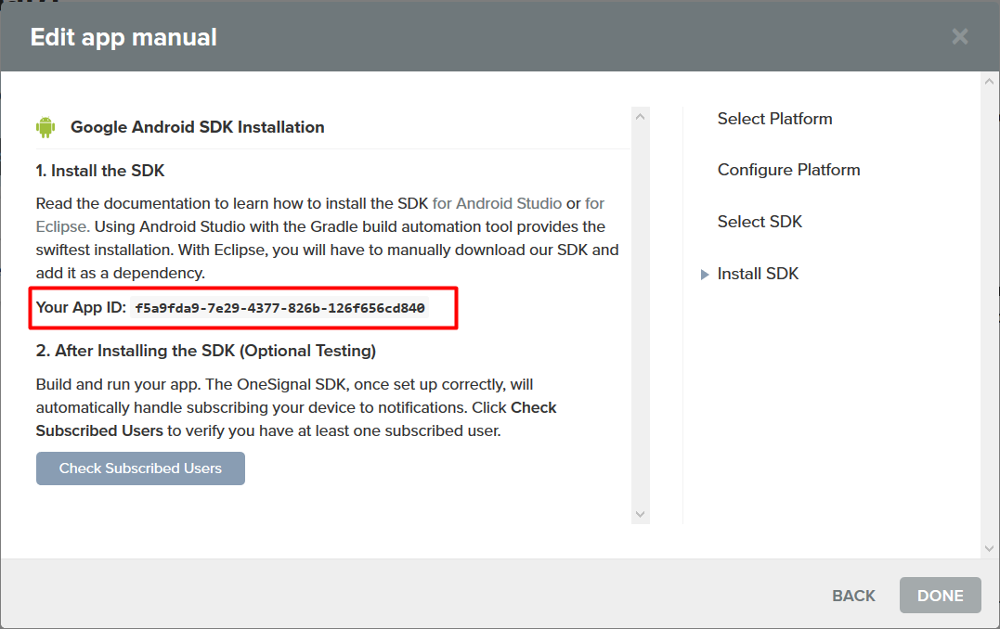 Edit app manual
Google Android SDK Installation
1. Install the SDK
Read the documentation to learn how to install the SDK for Android Studio or for
Eclipse. Using Android Studio with the Gradle build automation tool provides the
swiftest installation. With Eclipse, you will have to manually download our SDK and
add it as a dependency.
Your App ID: f5a9fda9-7e29-4377-826b-126f656cd840
2. After Installing the SDK (Optional Testing)
Build and run your app. The OneSignal SDK, once set up correctly, will
automatically handle subscribing your device to notifications. Click Check
Subscribed Users to verify you have at least one subscribed user.
Check Subscribed Users
Select Platform
Configure Platform
Select SDK
Install SDK
BACK
DONE